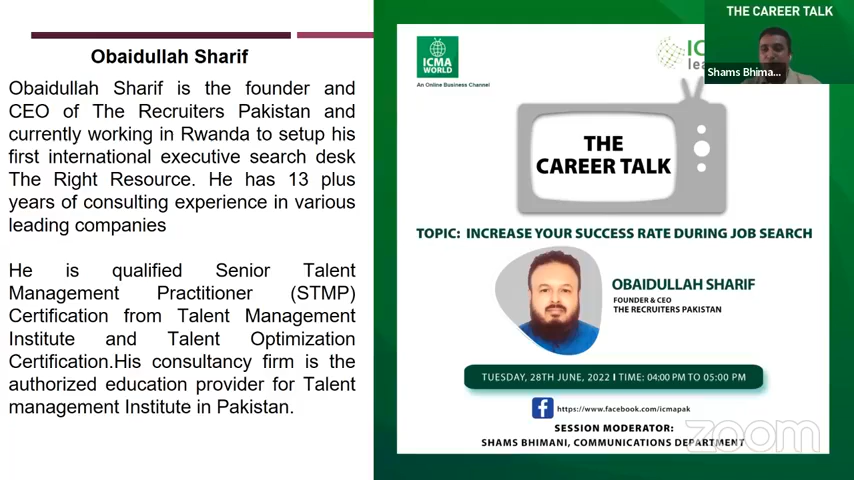 Obaidullah Sharif
Obaidullah Sharif is the founder and
CEO of The Recruiters Pakistan and
currently working in Rwanda to setup his
first international executive search desk
The Right Resource. He has 13 plus
years of consulting experience in various
leading companies
He is qualified Senior Talent
Management Practitioner (STMP)
Certification from Talent Management
Institute and Talent Optimization
Certification.His consultancy firm is the
authorized education provider for Talent
management Institute in Pakistan.
THE CAREER TALK
Shams Bhima...
ICMA
WORLD
An Online Business Channel
THE
CAREER TALK
TOPIC: INCREASE YOUR SUCCESS RATE DURING JOB SEARCH
OBAIDULLAH SHARIF
FOUNDER & CEO
THE RECRUITERS PAKISTAN
TUESDAY, 28TH JUNE, 2022 I TIME: 04:00 PM TO 05:00 PM
https://www.facebook.com/icmapak
SESSION MODERATOR:
SHAMS BHIMANI, COMMUNICATIONS DEPARTMENT
zoom